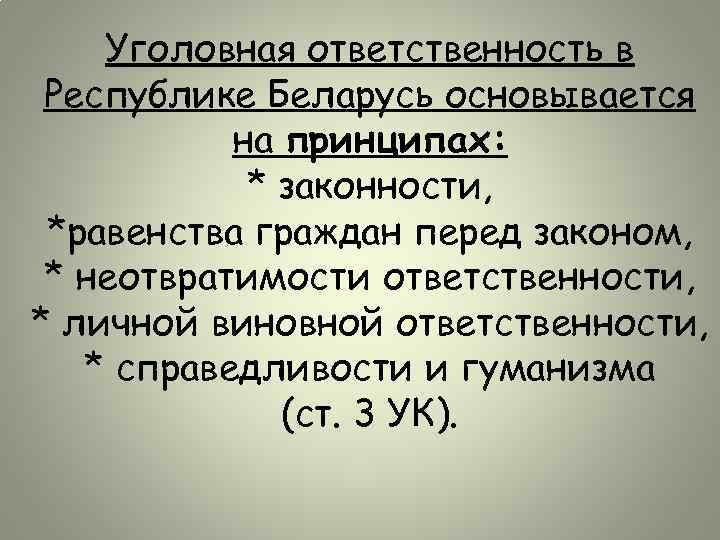 Уголовная ответственность в
Республике Беларусь основывается
на принципах:
* законности,
*равенства граждан перед законом,
* неотвратимости ответственности,
* личной виновной ответственности,
* справедливости и гуманизма
(ст. 3 УК).